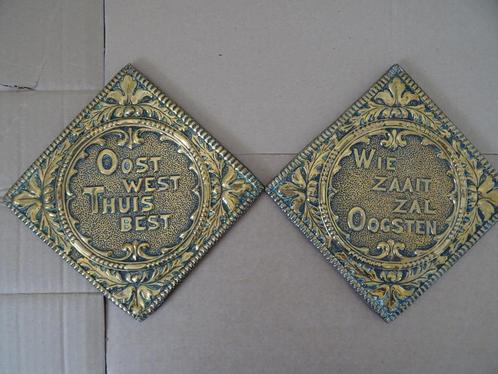 OOST
WEST
THUIS
BEST
WIE
ZAAIT
ZAL
OOGSTEN